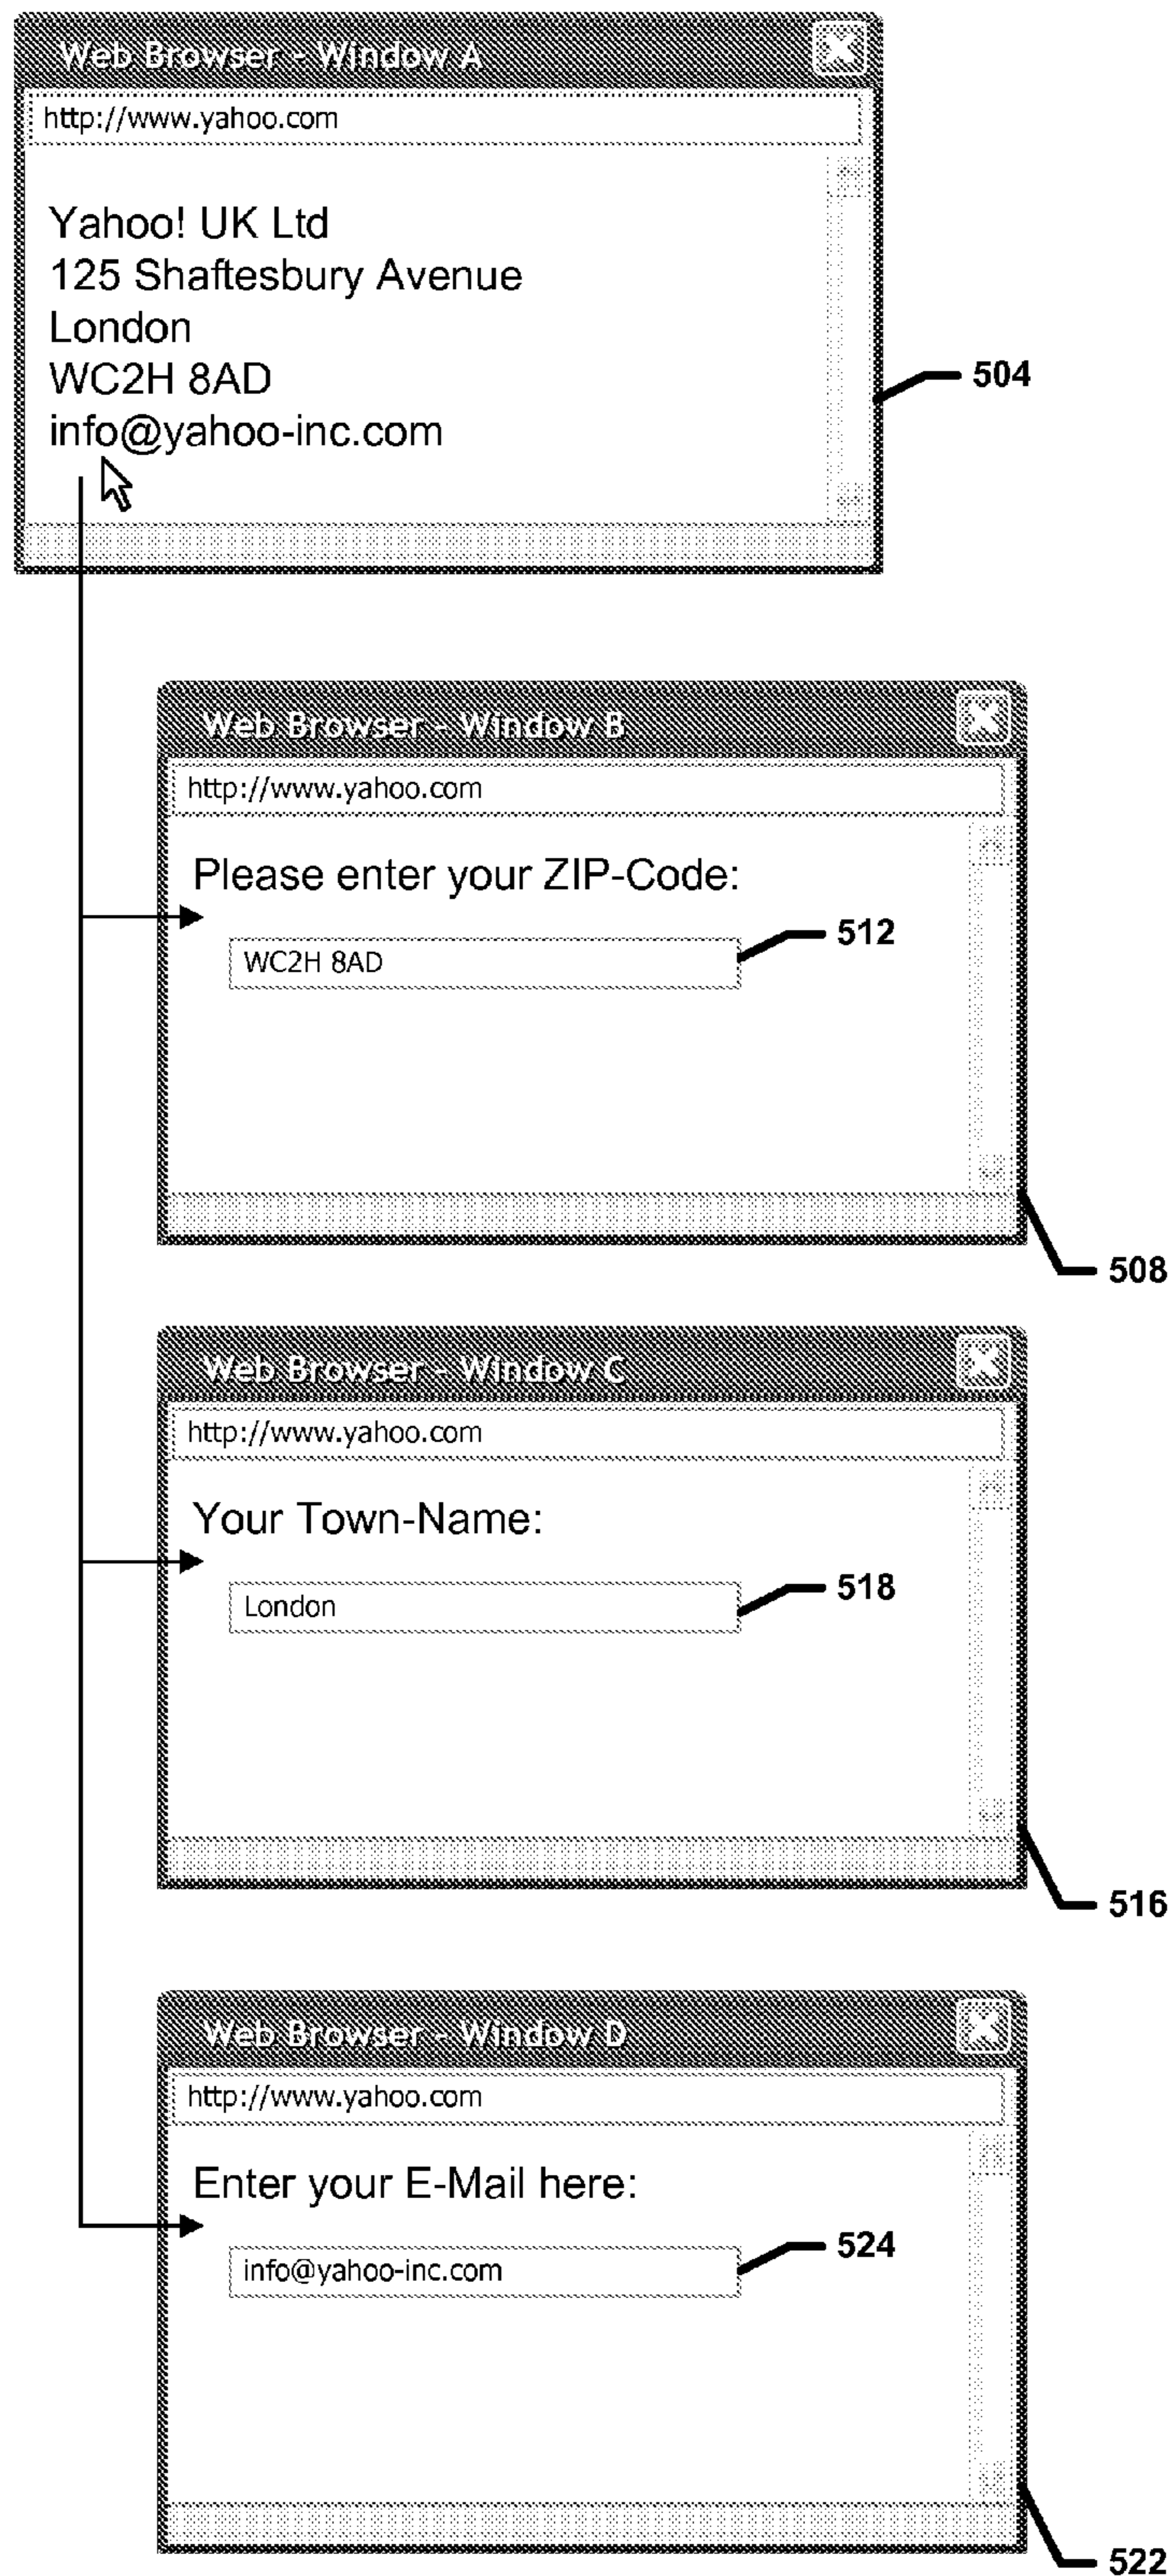 Web Browser - Window A
http://www.yahoo.com
Yahoo! UK Ltd
125 Shaftesbury Avenue
London
WC2H 8AD
info@yahoo-inc.com
504
Web Browser - Window B
http://www.yahoo.com
Please enter your ZIP-Code:
512
WC2H 8AD
508
Web Browser - Window C
http://www.yahoo.com
Your Town-Name:
518
London
516
Web Browser - Window D
http://www.yahoo.com
Enter your E-Mail here:
524
info@yahoo-inc.com
522